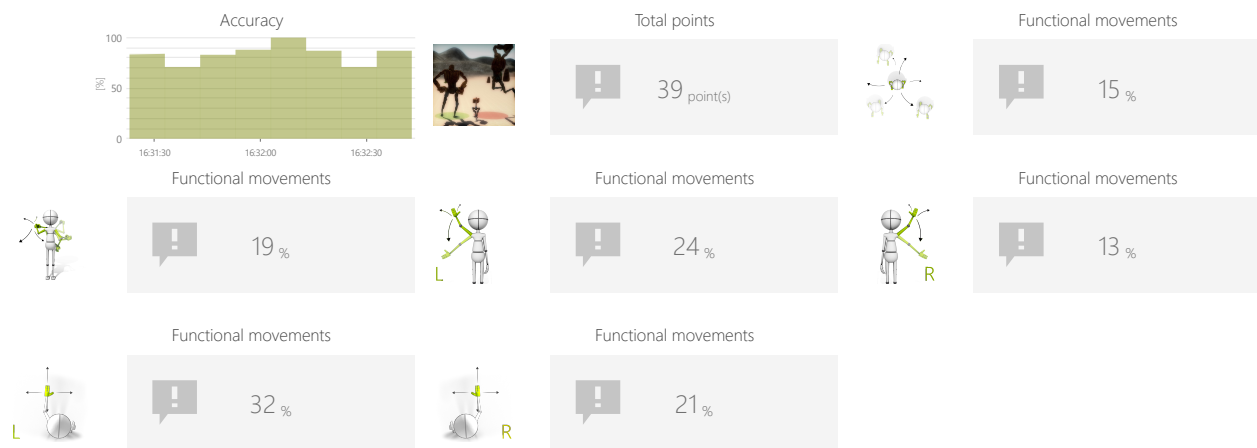 Accuracy
Total points
Functional movements
100
[%]
50
0
16:31:30
16:32:00
16:32:30
39 point(s)
15 %
Functional movements
Functional movements
Functional movements
19 %
L
24 %
R
13 %
Functional movements
Functional movements
L
32 %
R
21 %